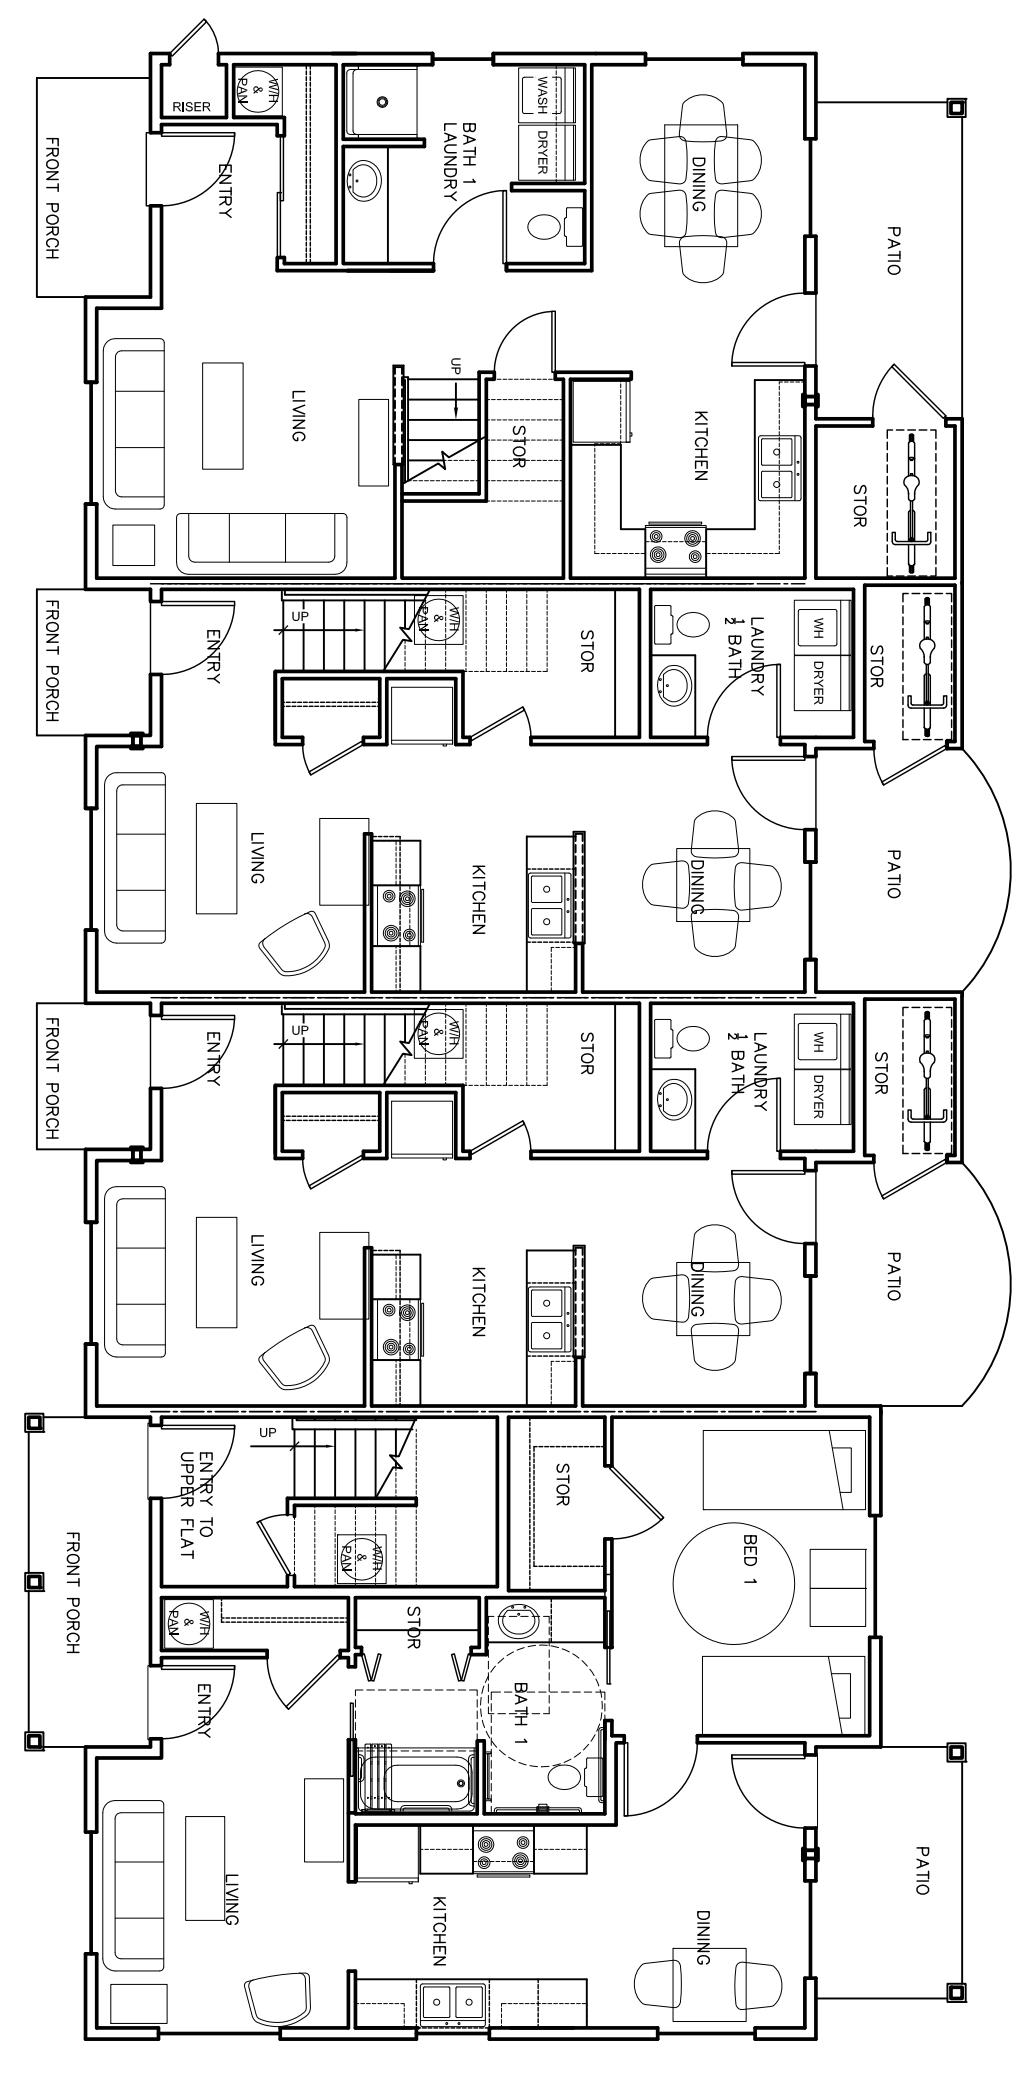 RISER
W/H
&
PAN
FRONT PORCH
ENTRY
BATH 1
LAUNDRY
WASH
DRYER
DINING
PATIO
LIVING
UP
STOR
KITCHEN
STOR
FRONT PORCH
ENTRY
UP
W/H
&
PAN
STOR
LAUNDRY
1/2 BATH
WH
DRYER
STOR
LIVING
KITCHEN
DINING
PATIO
FRONT PORCH
ENTRY
UP
W/H
&
PAN
STOR
LAUNDRY
1/2 BATH
WH
DRYER
STOR
LIVING
KITCHEN
DINING
PATIO
FRONT PORCH
ENTRY TO
UPPER FLAT
UP
W/H
&
PAN
STOR
BED 1
W/H
&
PAN
STOR
BATH 1
ENTRY
LIVING
KITCHEN
DINING
PATIO